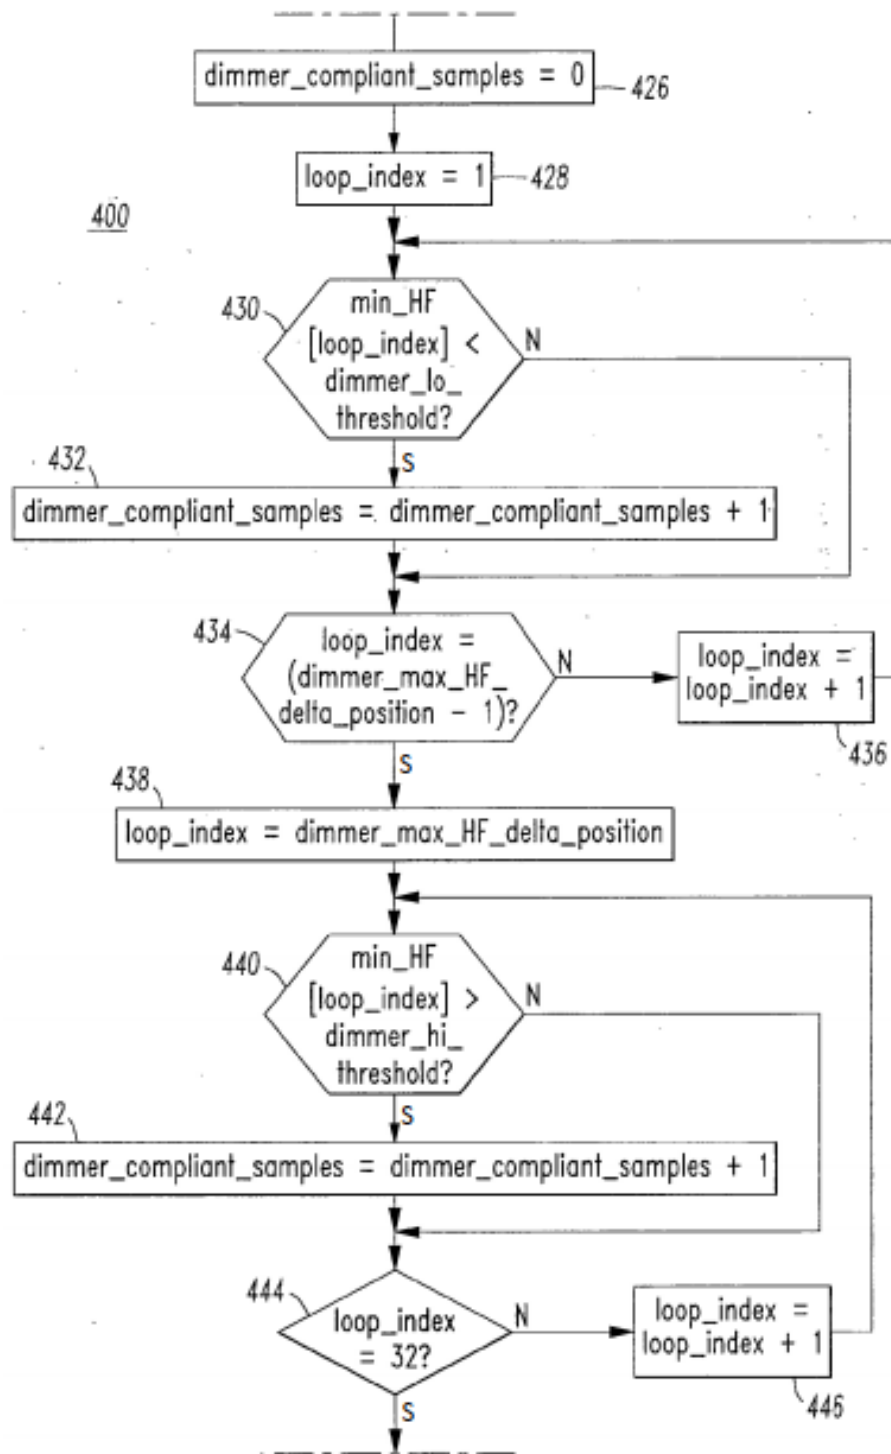 dimmer_compliant_samples = 0
426
loop_index = 1
428
400
430
min_HF
[loop_index] <
dimmer_lo_
threshold?
N
S
432
dimmer_compliant_samples = dimmer_compliant_samples + 1
434
loop_index =
(dimmer_max_HF_
delta_position - 1)?
N
loop_index =
loop_index + 1
436
S
438
loop_index = dimmer_max_HF_delta_position
440
min_HF
[loop_index] >
dimmer_hi_
threshold?
N
S
442
dimmer_compliant_samples = dimmer_compliant_samples + 1
444
loop_index
= 32?
N
loop_index =
loop_index + 1
446
S